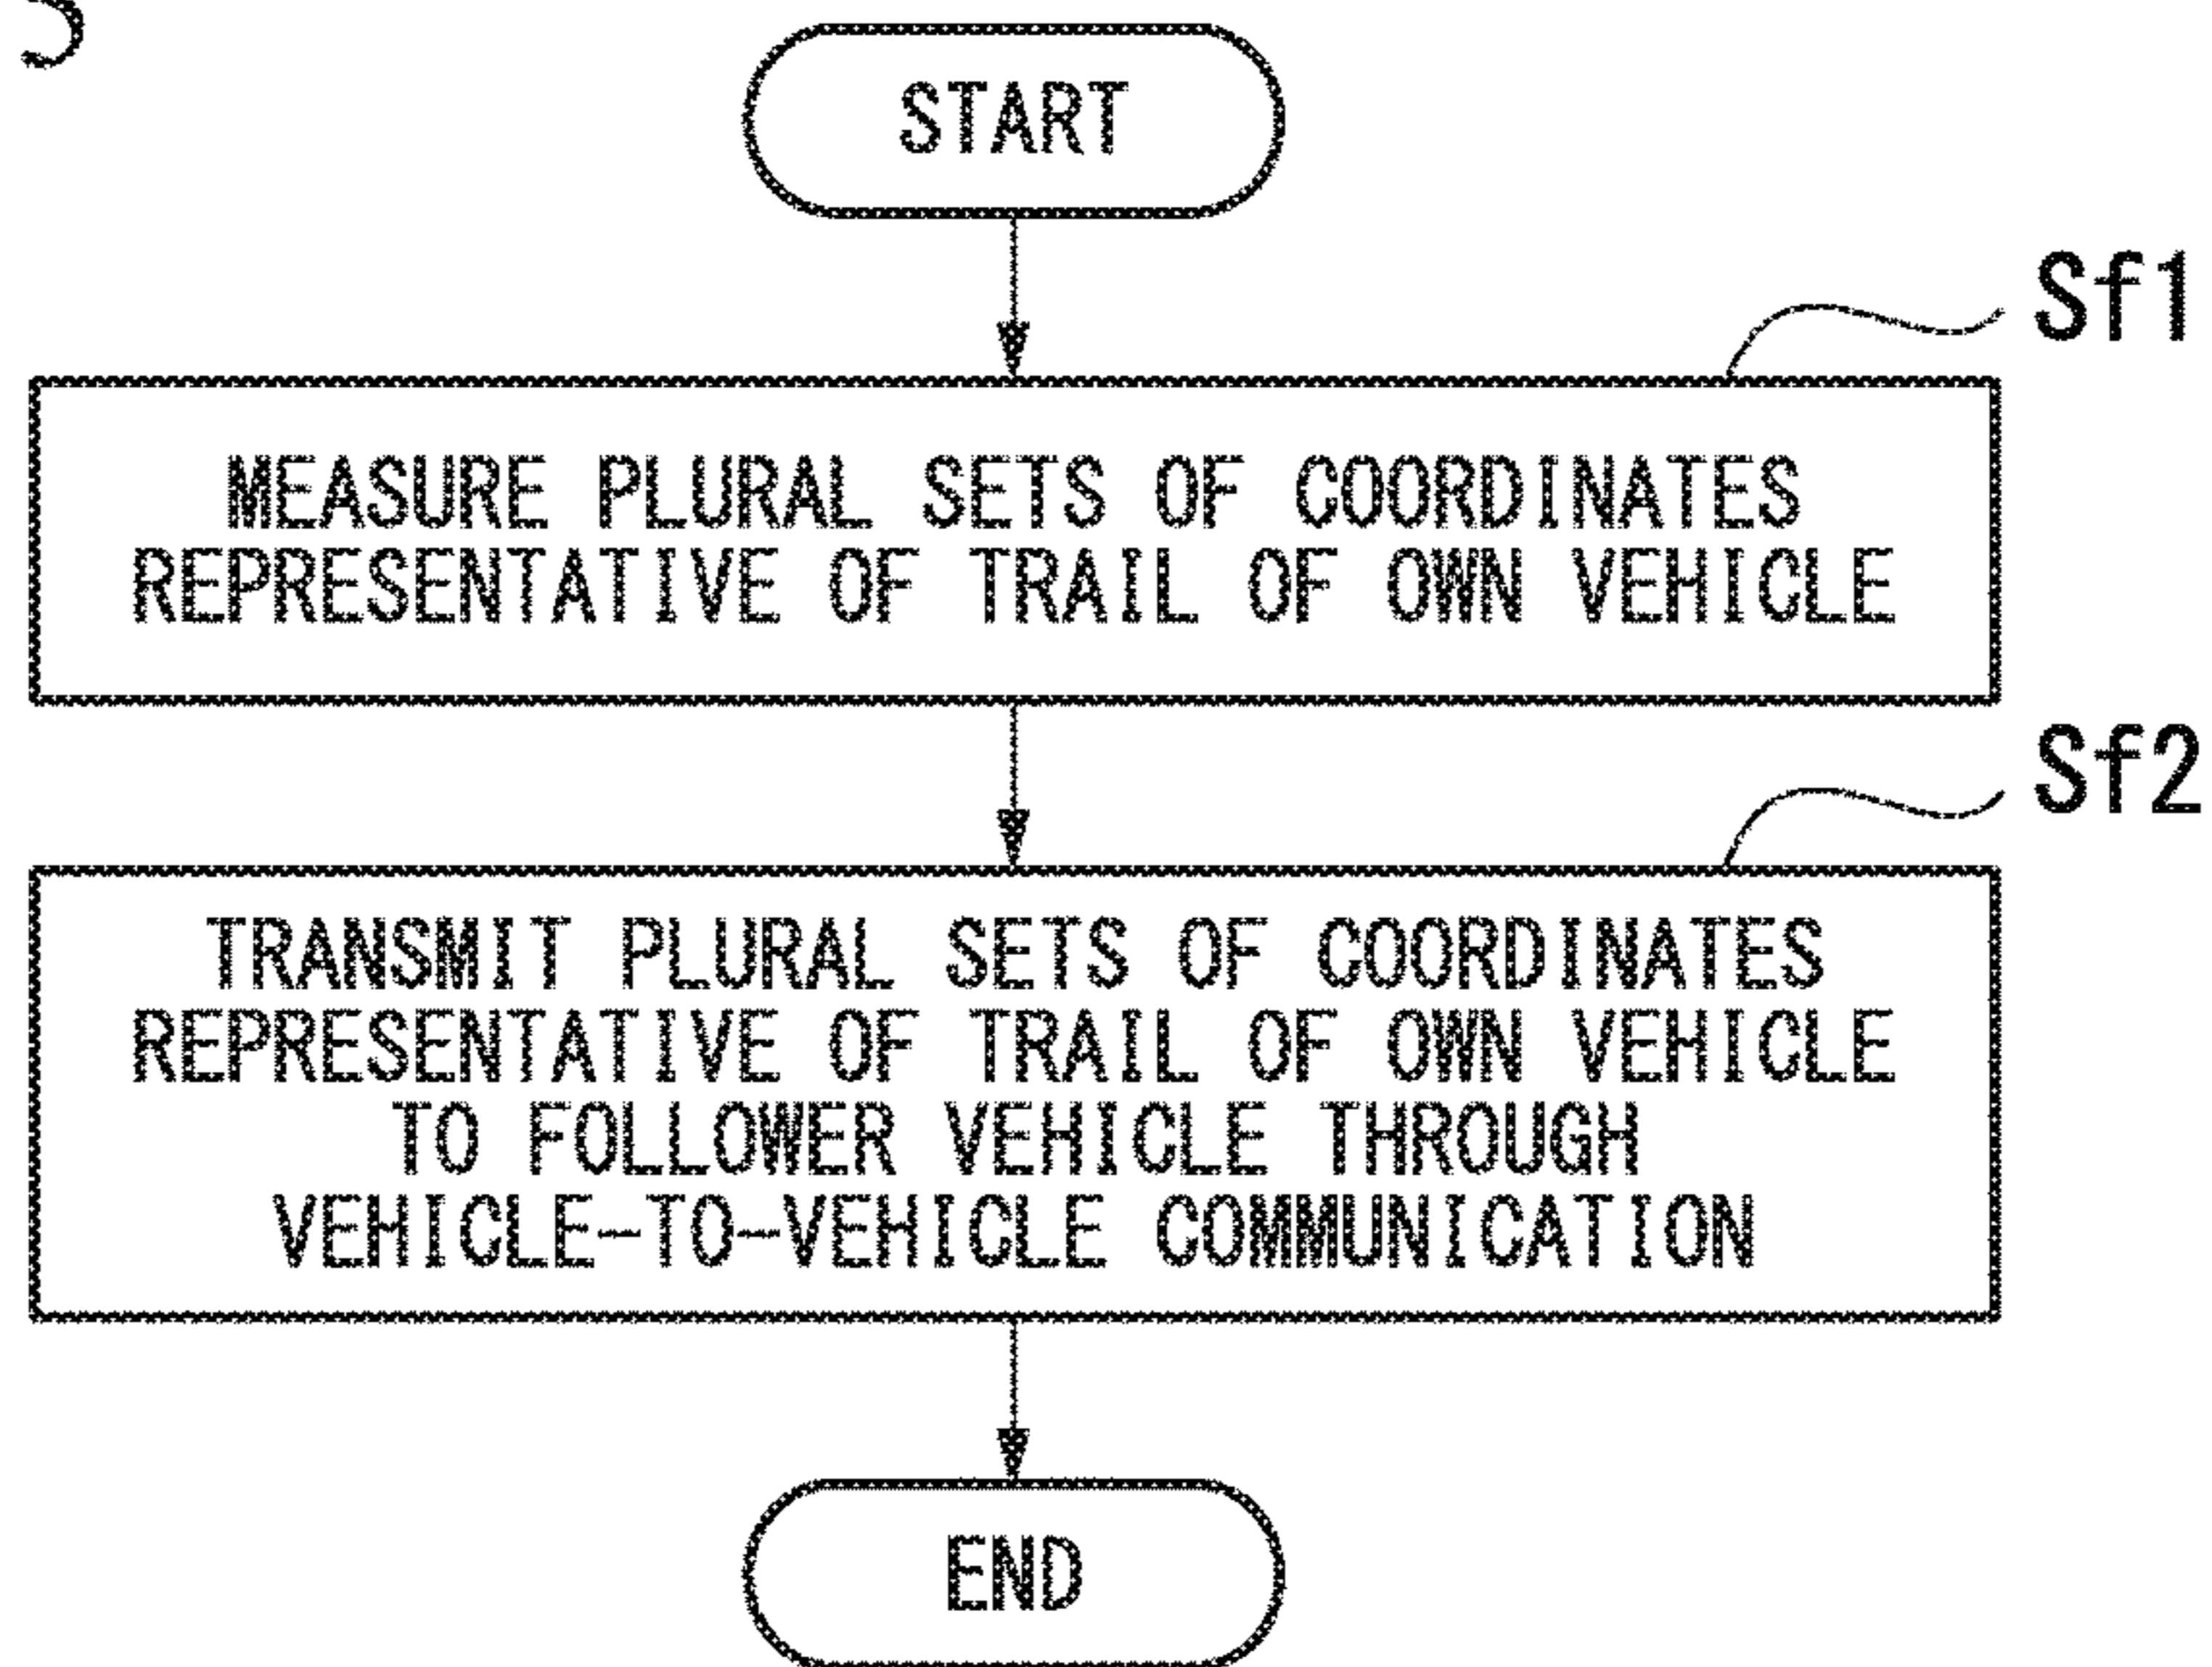 START
Sf1
MEASURE PLURAL SETS OF COORDINATES
REPRESENTATIVE OF TRAIL OF OWN VEHICLE
Sf2
TRANSMIT PLURAL SETS OF COORDINATES
REPRESENTATIVE OF TRAIL OF OWN VEHICLE
TO FOLLOWER VEHICLE THROUGH
VEHICLE-TO-VEHICLE COMMUNICATION
END